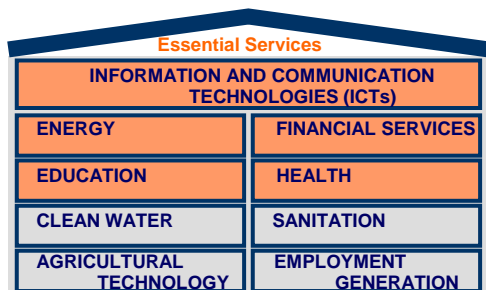 Essential Services
INFORMATION AND COMMUNICATION
TECHNOLOGIES (ICTs)
ENERGY
FINANCIAL SERVICES
EDUCATION
HEALTH
CLEAN WATER
SANITATION
AGRICULTURAL
TECHNOLOGY
EMPLOYMENT
GENERATION